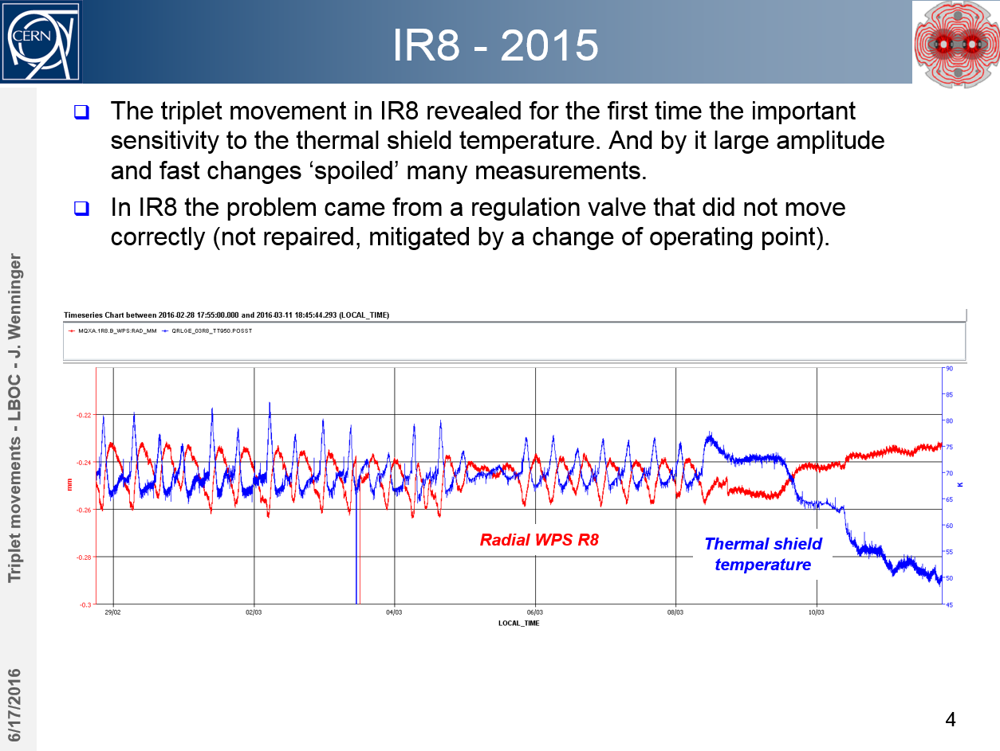 CERN
IR8 - 2015
The triplet movement in IR8 revealed for the first time the important
sensitivity to the thermal shield temperature. And by it large amplitude
and fast changes ‘spoiled’ many measurements.
In IR8 the problem came from a regulation valve that did not move
correctly (not repaired, mitigated by a change of operating point).
Timeseries Chart between 2016-02-28 17:55:00.000 and 2016-03-11 18:45:44.293 (LOCAL_TIME)
MQXA.1R8.B_WPS:RAD_MM QRLGE_03R8_TT950.POSST
-0.22
-0.24
-0.26
-0.28
-0.3
mm
90
85
80
75
70
65
60
55
50
45
K
Radial WPS R8
Thermal shield
temperature
29/02 02/03 04/03 06/03 08/03 10/03
LOCAL_TIME
Triplet movements - LBOC - J. Wenninger
6/17/2016
4